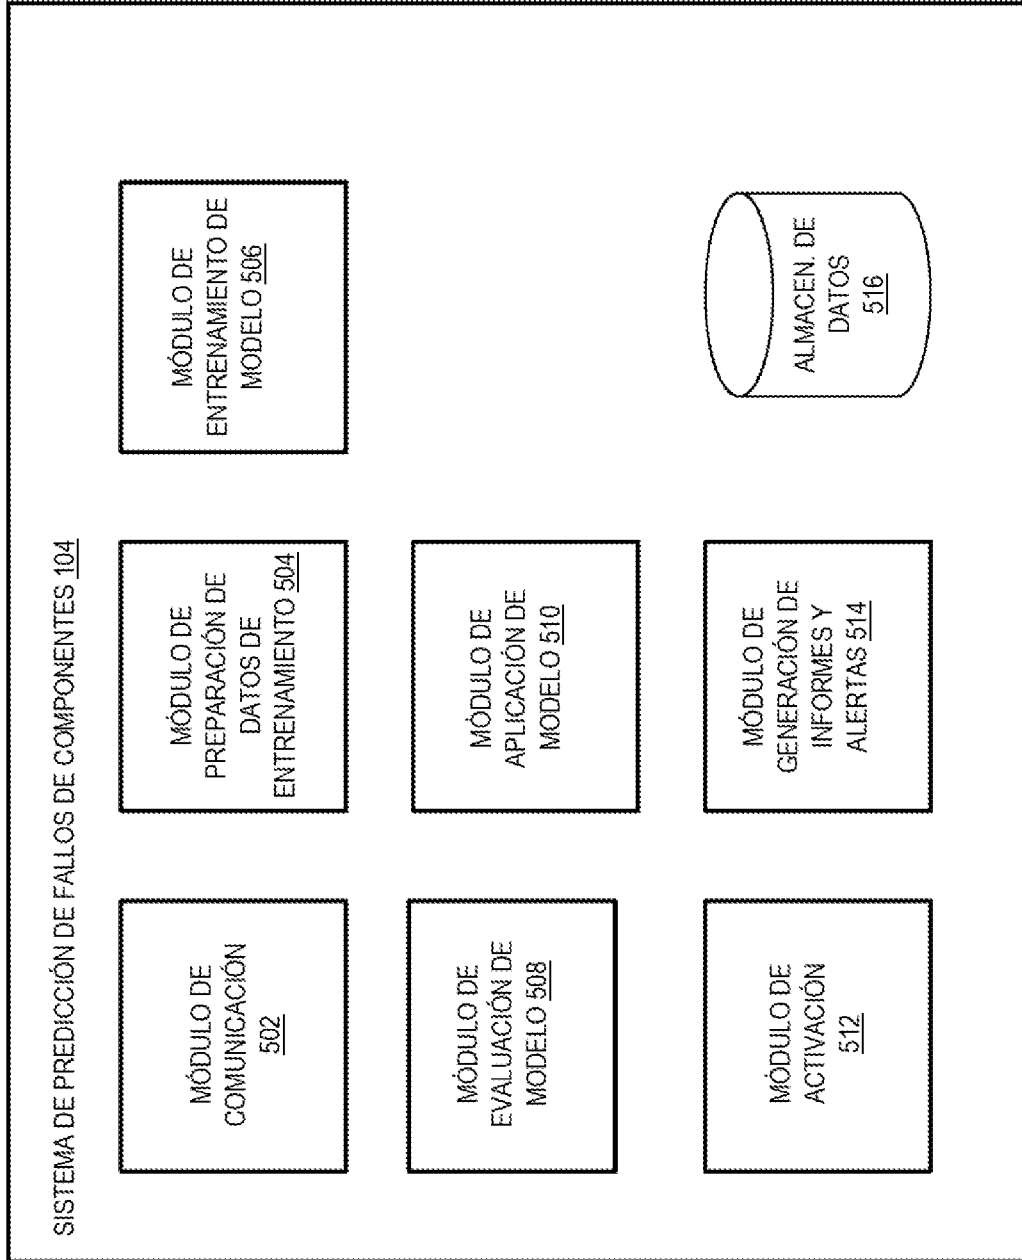 SISTEMA DE PREDICCIÓN DE FALLOS DE COMPONENTES 104
MÓDULO DE
COMUNICACIÓN
502
MÓDULO DE
PREPARACIÓN DE
DATOS DE
ENTRENAMIENTO 504
MÓDULO DE
ENTRENAMIENTO DE
MODELO 506
MÓDULO DE
EVALUACIÓN DE
MODELO 508
MÓDULO DE
APLICACIÓN DE
MODELO 510
MÓDULO DE
ACTIVACIÓN
512
MÓDULO DE
GENERACIÓN DE
INFORMES Y
ALERTAS 514
ALMACEN. DE
DATOS
516